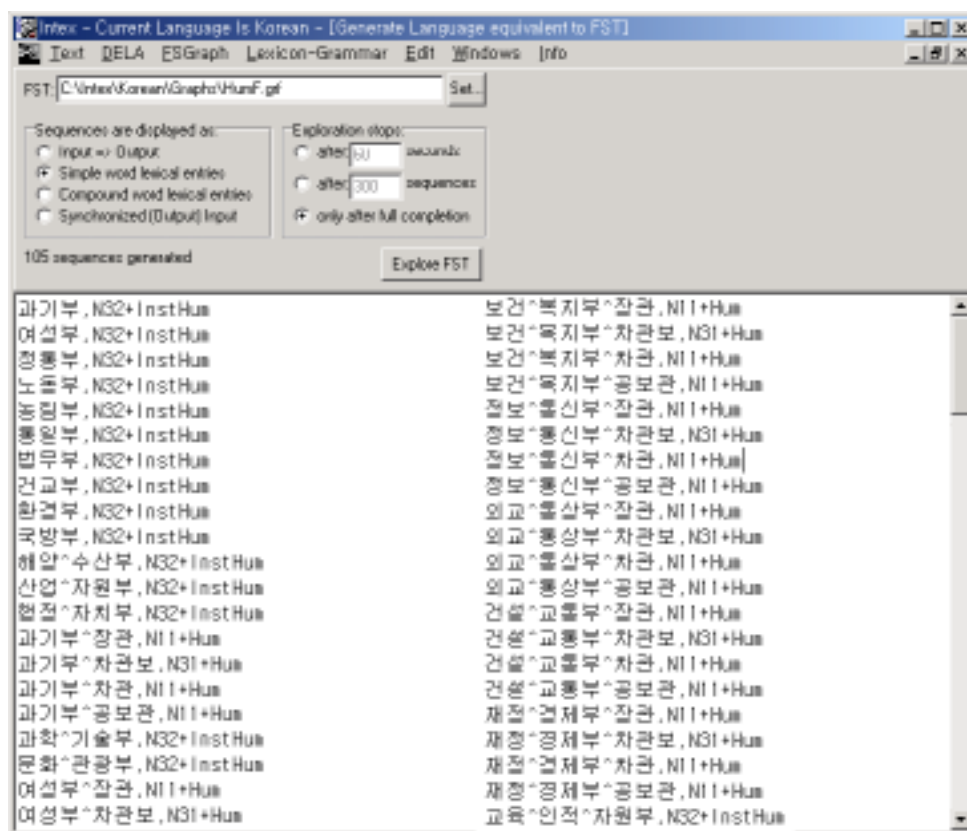 Intex - Current Language Is Korean - [Generate Language equivalent to FST]
Text DELA FSGraph Lexicon-Grammar Edit Windows Info
FST: C:\Intex\Korean\Graphs\HumF.grf Set...
Sequences are displayed as:
Input => Output
Simple word lexical entries
Compound word lexical entries
Synchronized (Output) Input
Exploration stops:
after 60 seconds
after 300 sequences
only after full completion
105 sequences generated
Explore FST
과기부,N32+InstHum
여성부,N32+InstHum
정통부,N32+InstHum
노동부,N32+InstHum
농림부,N32+InstHum
통일부,N32+InstHum
법무부,N32+InstHum
건교부,N32+InstHum
환경부,N32+InstHum
국방부,N32+InstHum
해양^수산부,N32+InstHum
산업^자원부,N32+InstHum
행정^자치부,N32+InstHum
과기부^장관,N11+Hum
과기부^차관보,N31+Hum
과기부^차관,N11+Hum
과기부^공보관,N11+Hum
과학^기술부,N32+InstHum
문화^관광부,N32+InstHum
여성부^장관,N11+Hum
여성부^차관보,N31+Hum
보건^복지부^장관,N11+Hum
보건^복지부^차관보,N31+Hum
보건^복지부^차관,N11+Hum
보건^복지부^공보관,N11+Hum
정보^통신부^장관,N11+Hum
정보^통신부^차관보,N31+Hum
정보^통신부^차관,N11+Hum
정보^통신부^공보관,N11+Hum
외교^통상부^장관,N11+Hum
외교^통상부^차관보,N31+Hum
외교^통상부^차관,N11+Hum
외교^통상부^공보관,N11+Hum
건설^교통부^장관,N11+Hum
건설^교통부^차관보,N31+Hum
건설^교통부^차관,N11+Hum
건설^교통부^공보관,N11+Hum
재정^경제부^장관,N11+Hum
재정^경제부^차관보,N31+Hum
재정^경제부^차관,N11+Hum
재정^경제부^공보관,N11+Hum
교육^인적^자원부,N32+InstHum